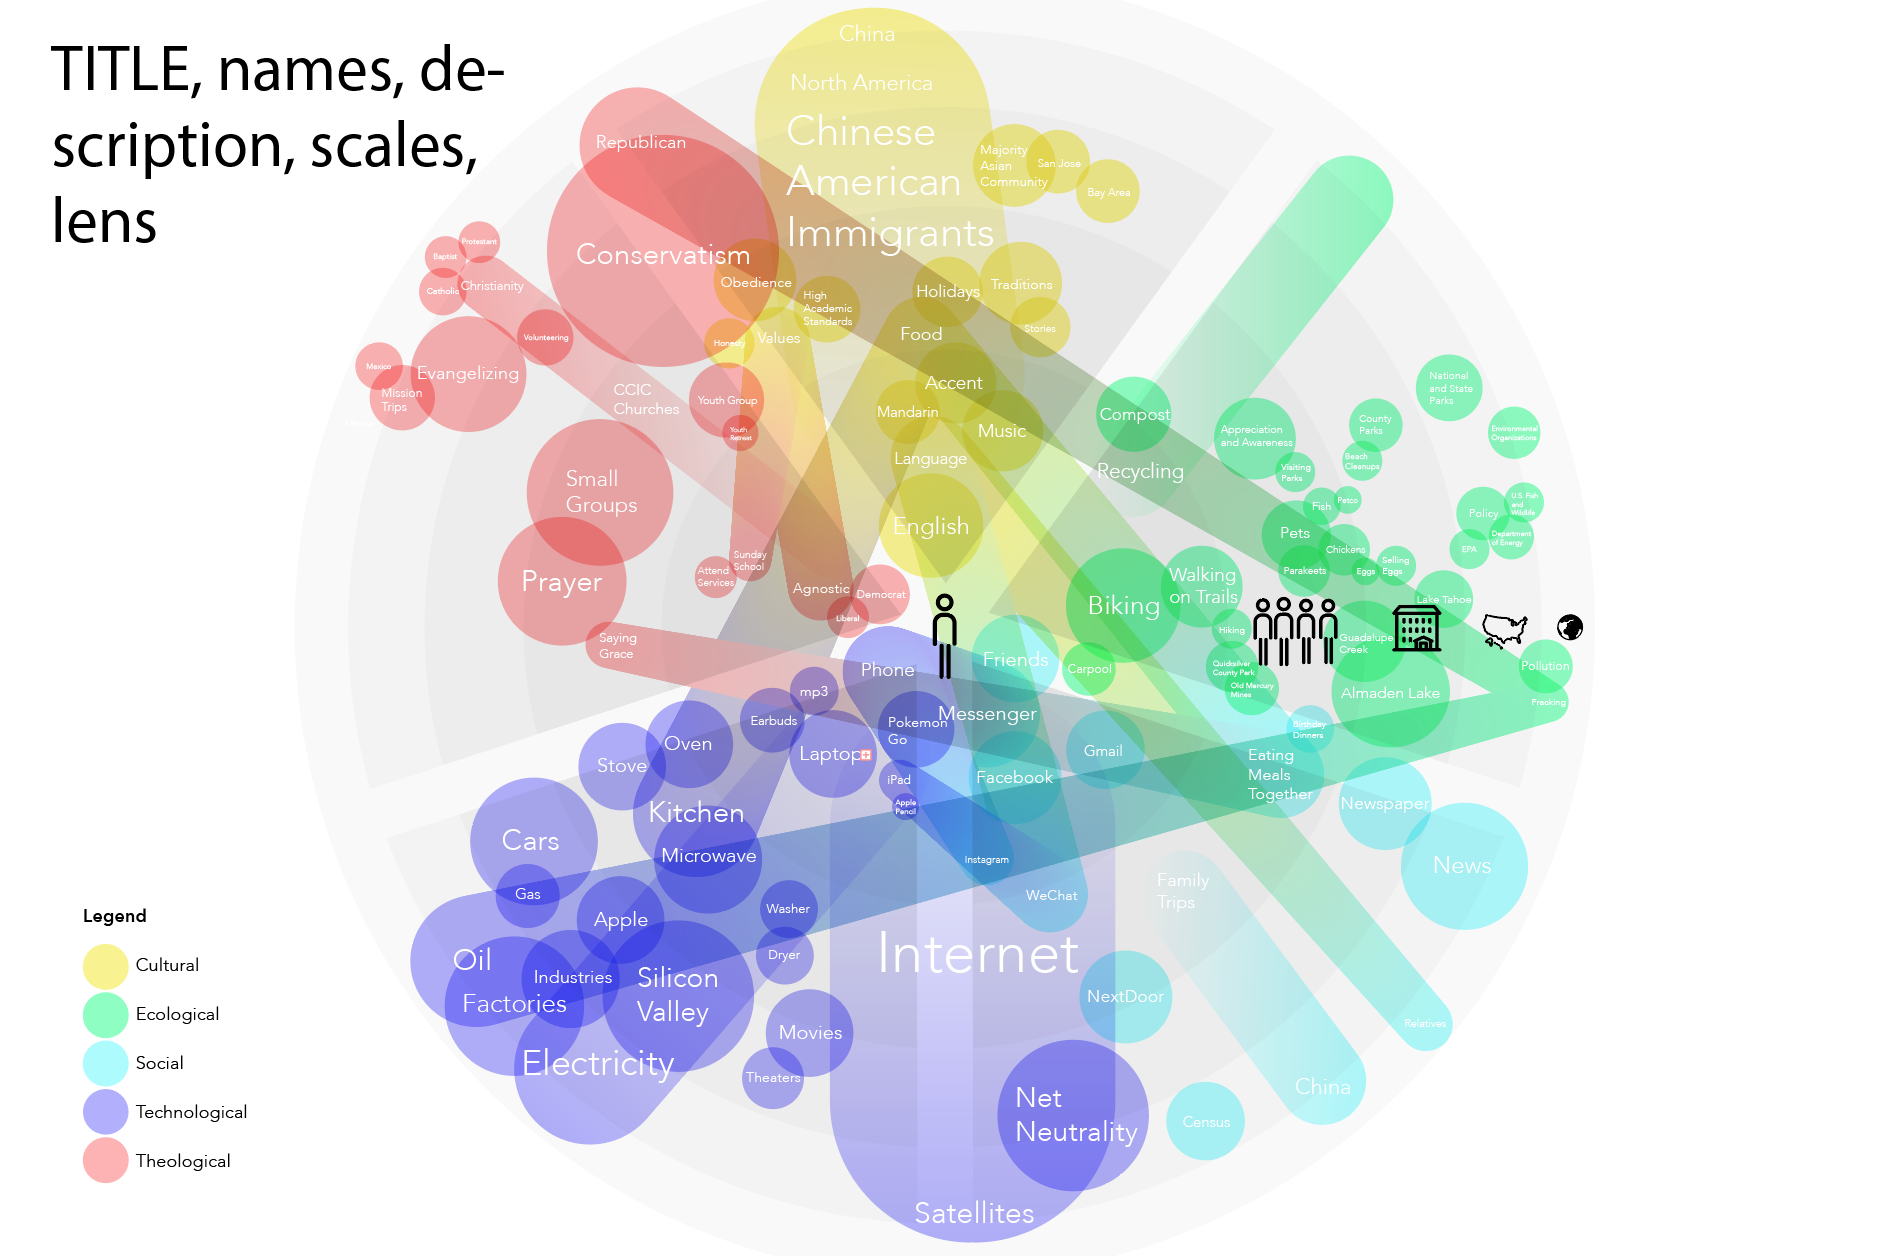 TITLE, names, de-
scription, scales,
lens
China
North America
Chinese
American
Immigrants
Majority
Asian
Community
San Jose
Bay Area
Republican
Conservatism
Obedience
High
Academic
Standards
Holidays
Traditions
Stories
Honesty
Values
Food
Accent
Mandarin
Music
Language
English
Protestant
Baptist
Catholic
Christianity
Volunteering
Mexico
Evangelizing
Mission
Trips
CCIC
Churches
Youth Group
Youth
Retreat
Small
Groups
Prayer
Sunday
School
Attend
Services
Agnostic
Democrat
Liberal
Saying
Grace
Compost
Recycling
Appreciation
and Awareness
Visiting
Parks
County
Parks
Beach
Cleanups
National
and State
Parks
Environmental
Organizations
Fish
Petco
Pets
Chickens
Parakeets
Eggs
Selling
Eggs
Policy
U.S. Fish
and
Wildlife
Department
of Energy
EPA
Biking
Walking
on Trails
Hiking
Quicksilver
County Park
Old Mercury
Mines
Lake Tahoe
Guadalupe
Creek
Almaden Lake
Pollution
Fracking
Carpool
Friends
Messenger
Phone
Pokemon
Go
mp3
Earbuds
Laptop
iPad
Apple
Pencil
Facebook
Gmail
Instagram
WeChat
Birthday
Dinners
Eating
Meals
Together
Newspaper
News
Family
Trips
Relatives
China
NextDoor
Census
Oven
Stove
Kitchen
Microwave
Cars
Gas
Apple
Washer
Dryer
Oil
Industries
Factories
Silicon
Valley
Electricity
Movies
Theaters
Internet
Net
Neutrality
Satellites
Legend
Cultural
Ecological
Social
Technological
Theological